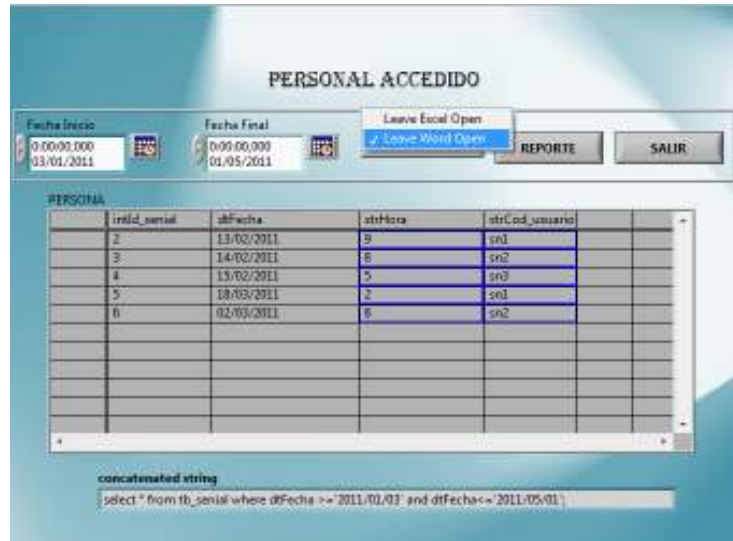 PERSONAL ACCEDIDO
Fecha Inicio
0:00:00,000
03/01/2011
Fecha Final
0:00:00,000
01/05/2011
Leave Excel Open
✓ Leave Word Open
REPORTE
SALIR
PERSONA
intId_serial dtFecha strHora strCod_usuario
2 13/02/2011 9 sn1
3 14/02/2011 8 sn2
4 15/02/2011 5 sn3
5 18/03/2011 2 sn1
6 02/03/2011 8 sn2
concatenated string
select * from tb_serial where dtFecha >='2011/01/03' and dtFecha<='2011/05/01';